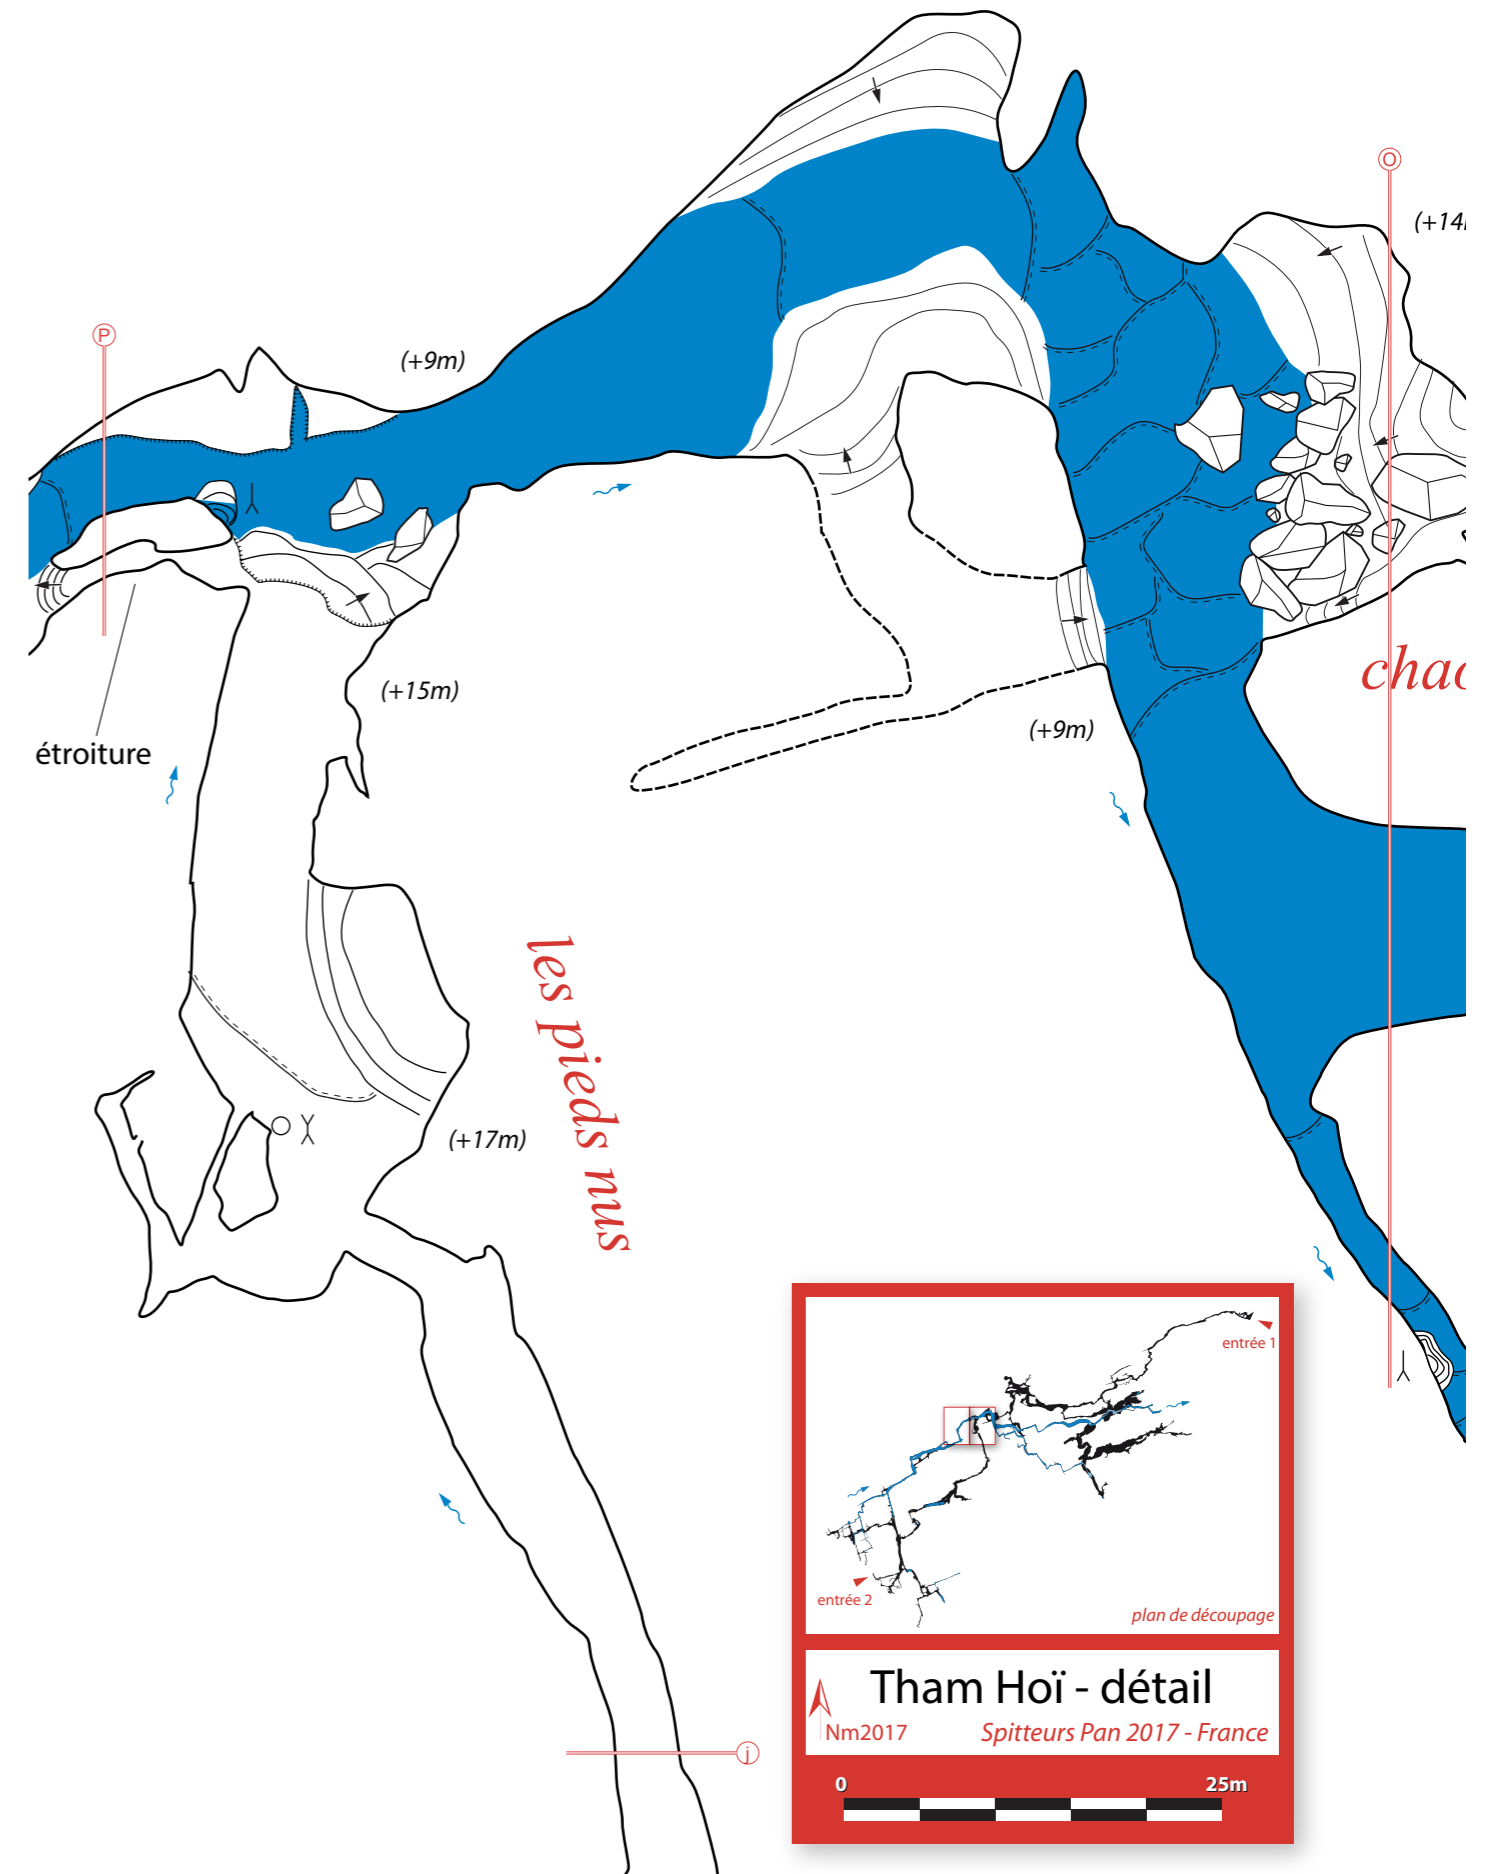 O
(+14
P
(+9m)
chao
(+15m)
(+9m)
étroiture
les pieds nus
(+17m)
entrée 1
entrée 2
plan de découpage
Tham Hoï - détail
Nm2017
Spitteurs Pan 2017 - France
j
0
25m